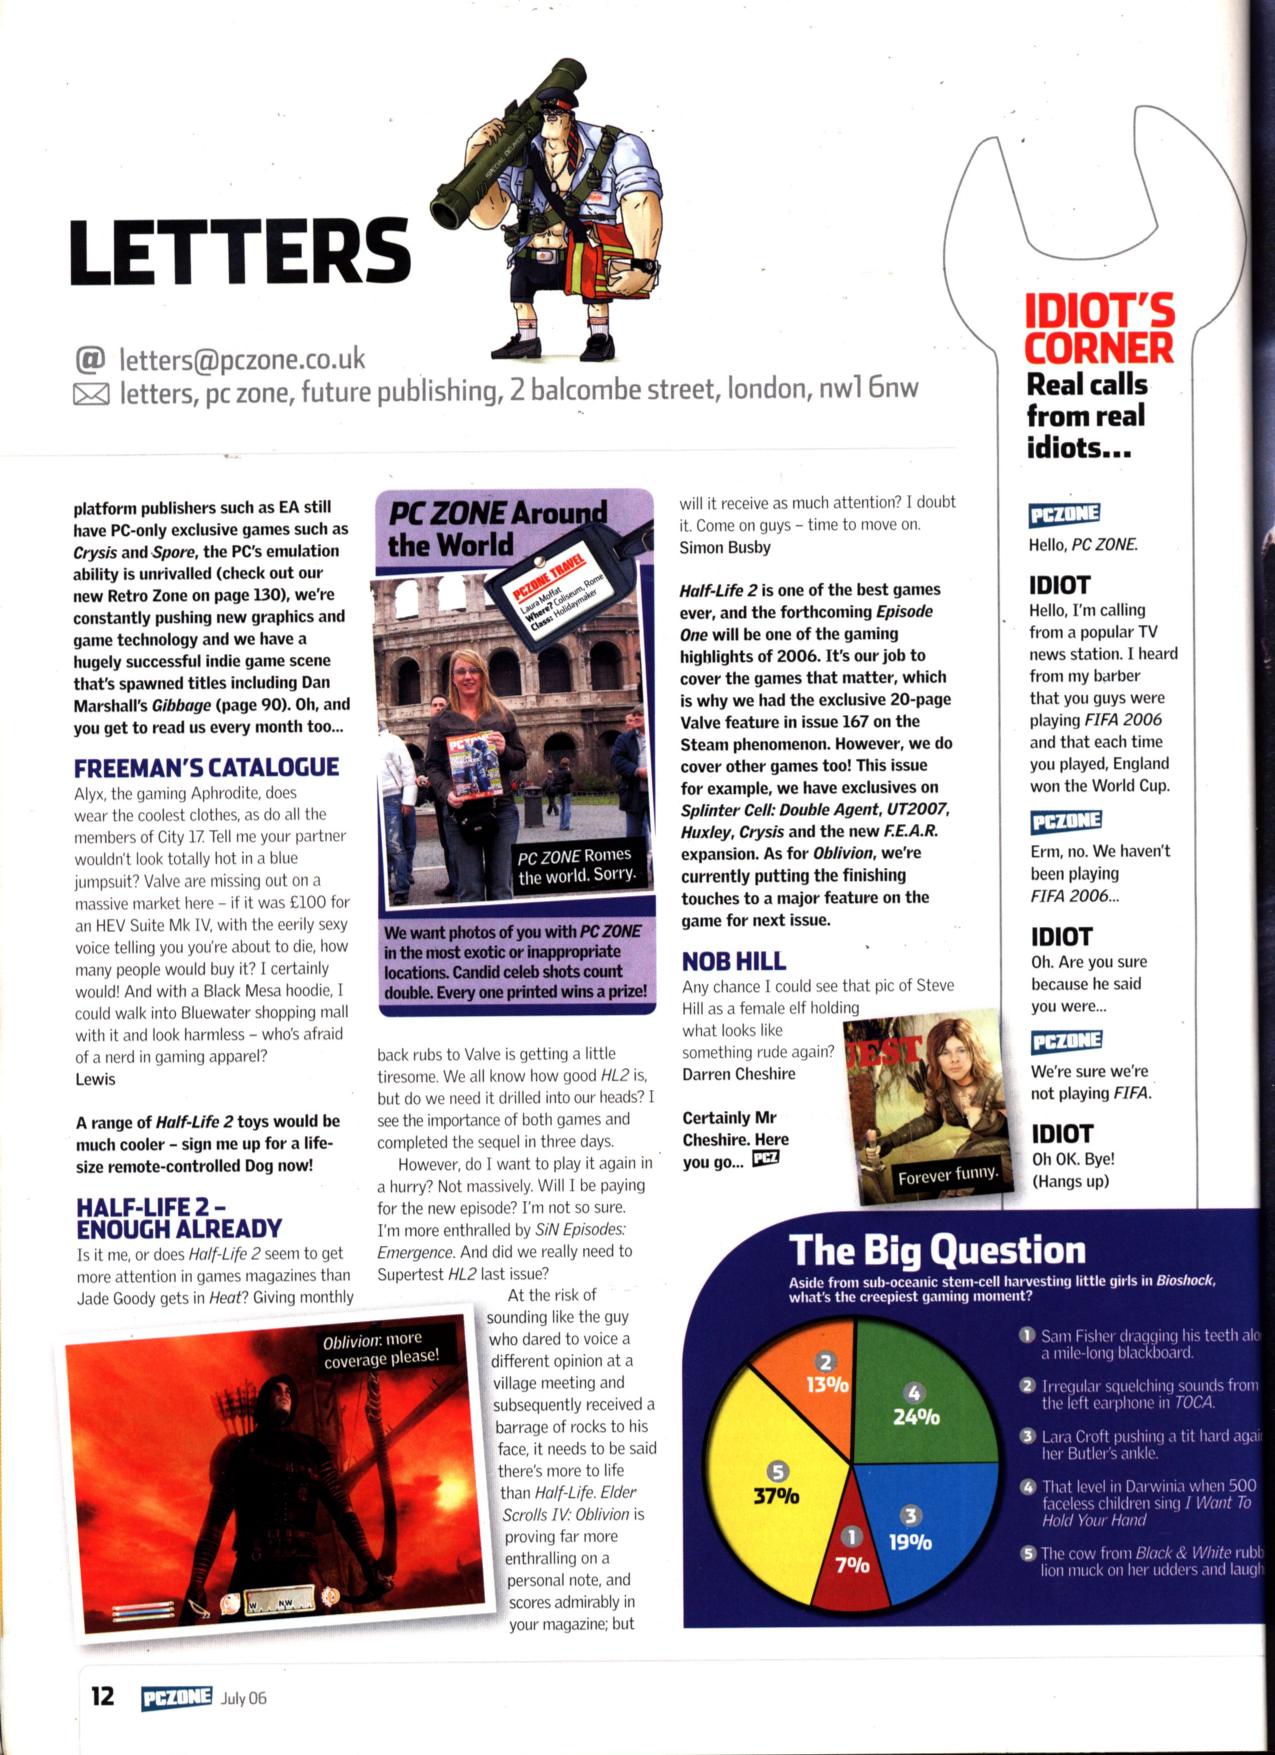 LETTERS
SPECIAL DELIVERY
@ letters@pczone.co.uk
letters, pc zone, future publishing, 2 balcombe street, london, nw1 6nw
platform publishers such as EA still
have PC-only exclusive games such as
Crysis and Spore, the PC's emulation
ability is unrivalled (check out our
new Retro Zone on page 130), we're
constantly pushing new graphics and
game technology and we have a
hugely successful indie game scene
that's spawned titles including Dan
Marshall's Gibbage (page 90). Oh, and
you get to read us every month too...
FREEMAN'S CATALOGUE
Alyx, the gaming Aphrodite, does
wear the coolest clothes, as do all the
members of City 17. Tell me your partner
wouldn't look totally hot in a blue
jumpsuit? Valve are missing out on a
massive market here – if it was £100 for
an HEV Suite Mk IV, with the eerily sexy
voice telling you you're about to die, how
many people would buy it? I certainly
would! And with a Black Mesa hoodie, I
could walk into Bluewater shopping mall
with it and look harmless – who's afraid
of a nerd in gaming apparel?
Lewis
A range of Half-Life 2 toys would be
much cooler – sign me up for a life-
size remote-controlled Dog now!
HALF-LIFE 2 –
ENOUGH ALREADY
Is it me, or does Half-Life 2 seem to get
more attention in games magazines than
Jade Goody gets in Heat? Giving monthly
Oblivion: more
coverage please!
W NW
PC ZONE Around
the World
PCZONE TRAVEL
Laura Moffat
Where? Coliseum, Rome
Class: Holidaymaker
PC ZONE
PC ZONE Romes
the world. Sorry.
We want photos of you with PC ZONE
in the most exotic or inappropriate
locations. Candid celeb shots count
double. Every one printed wins a prize!
back rubs to Valve is getting a little
tiresome. We all know how good HL2 is,
but do we need it drilled into our heads? I
see the importance of both games and
completed the sequel in three days.
However, do I want to play it again in
a hurry? Not massively. Will I be paying
for the new episode? I'm not so sure.
I'm more enthralled by SiN Episodes:
Emergence. And did we really need to
Supertest HL2 last issue?
At the risk of
sounding like the guy
who dared to voice a
different opinion at a
village meeting and
subsequently received a
barrage of rocks to his
face, it needs to be said
there's more to life
than Half-Life. Elder
Scrolls IV: Oblivion is
proving far more
enthralling on a
personal note, and
scores admirably in
your magazine; but
will it receive as much attention? I doubt
it. Come on guys – time to move on.
Simon Busby
Half-Life 2 is one of the best games
ever, and the forthcoming Episode
One will be one of the gaming
highlights of 2006. It's our job to
cover the games that matter, which
is why we had the exclusive 20-page
Valve feature in issue 167 on the
Steam phenomenon. However, we do
cover other games too! This issue
for example, we have exclusives on
Splinter Cell: Double Agent, UT2007,
Huxley, Crysis and the new F.E.A.R.
expansion. As for Oblivion, we're
currently putting the finishing
touches to a major feature on the
game for next issue.
NOB HILL
Any chance I could see that pic of Steve
Hill as a female elf holding
what looks like
something rude again?
Darren Cheshire
Certainly Mr
Cheshire. Here
you go... PCZ
UEST
Forever funny.
IDIOT'S
CORNER
Real calls
from real
idiots...
PCZONE
Hello, PC ZONE.
IDIOT
Hello, I'm calling
from a popular TV
news station. I heard
from my barber
that you guys were
playing FIFA 2006
and that each time
you played, England
won the World Cup.
PCZONE
Erm, no. We haven't
been playing
FIFA 2006...
IDIOT
Oh. Are you sure
because he said
you were...
PCZONE
We're sure we're
not playing FIFA.
IDIOT
Oh OK. Bye!
(Hangs up)
The Big Question
Aside from sub-oceanic stem-cell harvesting little girls in Bioshock,
what's the creepiest gaming moment?
2
13%
4
24%
5
37%
3
19%
1
7%
1 Sam Fisher dragging his teeth alo
a mile-long blackboard.
2 Irregular squelching sounds from
the left earphone in TOCA.
3 Lara Croft pushing a tit hard agai
her Butler's ankle.
4 That level in Darwinia when 500
faceless children sing I Want To
Hold Your Hand
5 The cow from Black & White rubb
lion muck on her udders and laugh
12 PCZONE July 06